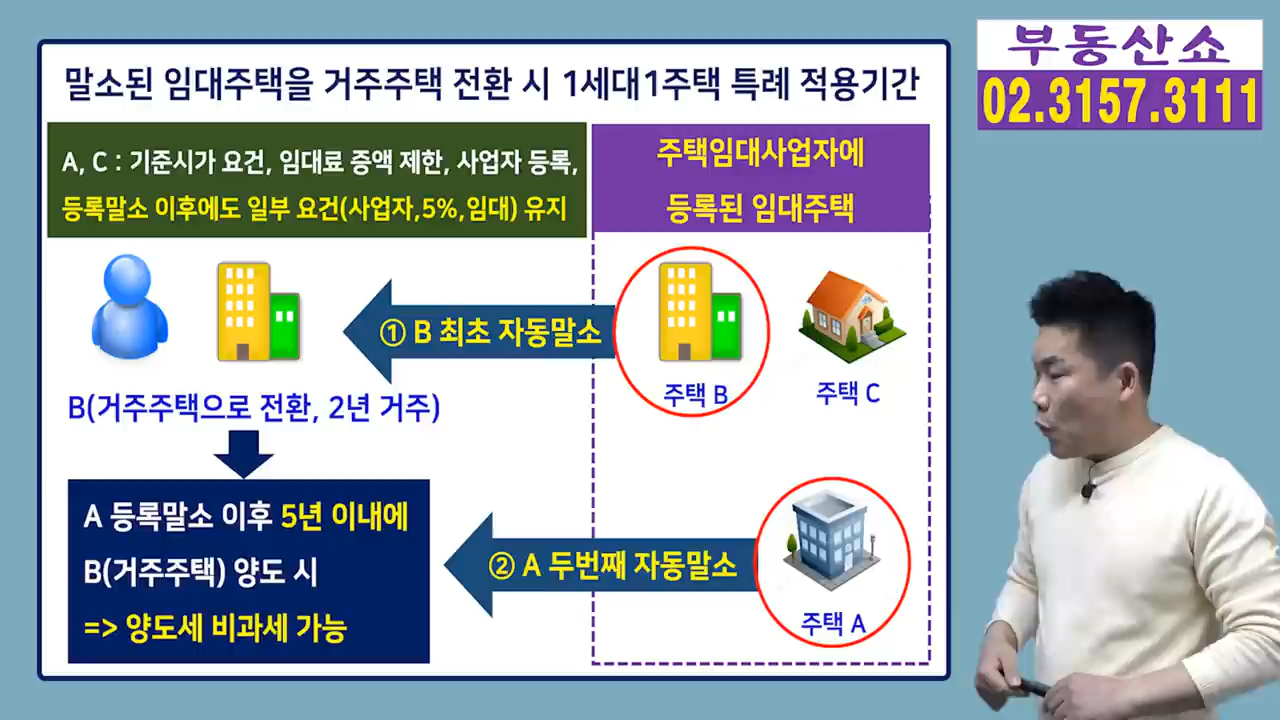 부동산쇼
02.3157.3111
말소된 임대주택을 거주주택 전환 시 1세대1주택 특례 적용기간
A, C : 기준시가 요건, 임대료 증액 제한, 사업자 등록,
등록말소 이후에도 일부 요건(사업자,5%,임대) 유지
주택임대사업자에
등록된 임대주택
① B 최초 자동말소
주택 B
주택 C
B(거주주택으로 전환, 2년 거주)
A 등록말소 이후 5년 이내에
B(거주주택) 양도 시
=> 양도세 비과세 가능
② A 두번째 자동말소
주택 A